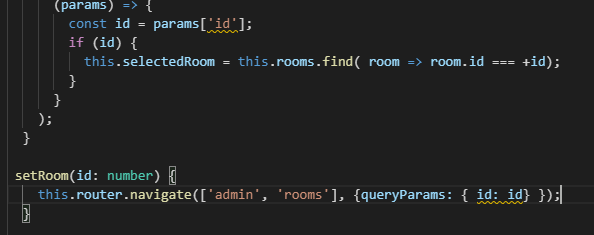 (params) => {
const id = params['id'];
if (id) {
this.selectedRoom = this.rooms.find( room => room.id === +id);
}
}
);
}
setRoom(id: number) {
this.router.navigate(['admin', 'rooms'], {queryParams: { id: id} });
}